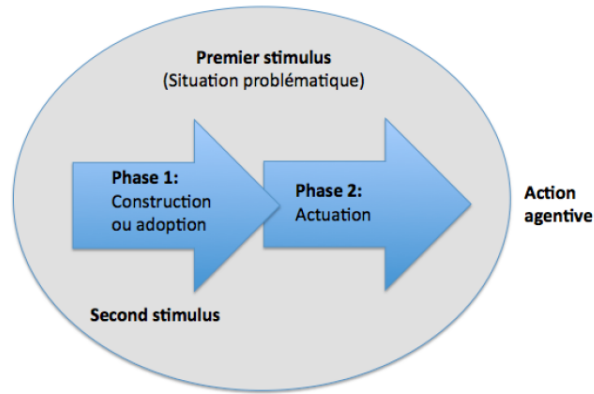 Premier stimulus
(Situation problématique)
Phase 1:
Construction
ou adoption
Phase 2:
Actuation
Action
agentive
Second stimulus